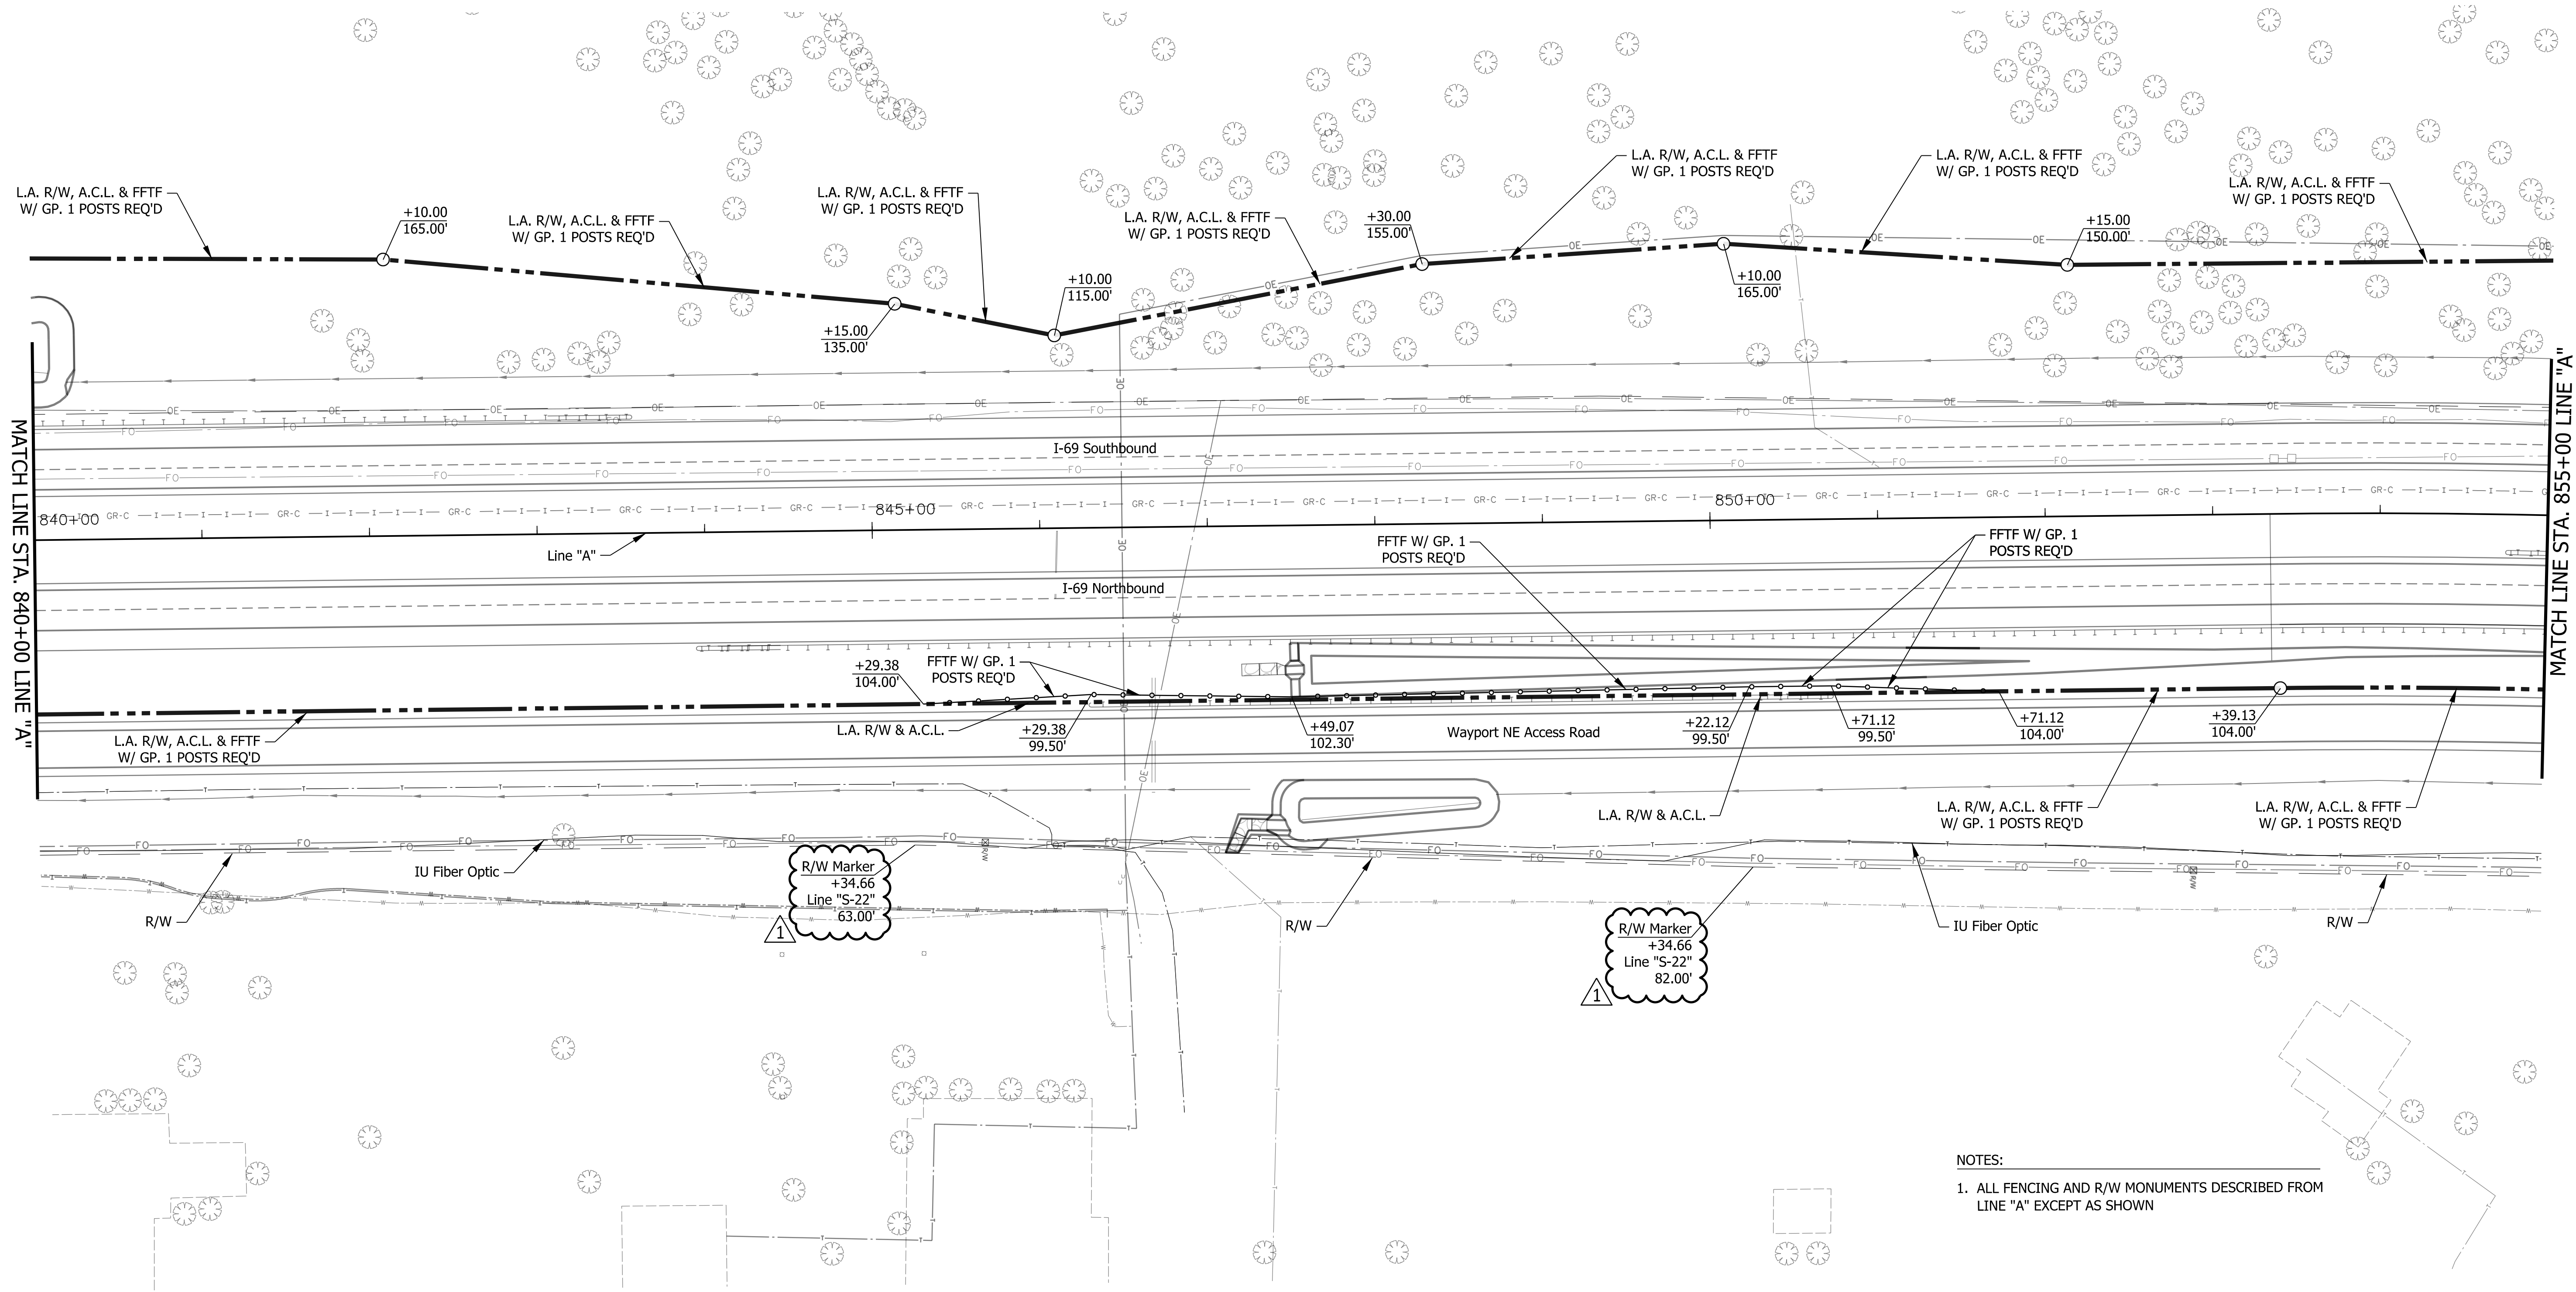 L.A. R/W, A.C.L. & FFTF
W/ GP. 1 POSTS REQ'D
+10.00
165.00'
L.A. R/W, A.C.L. & FFTF
W/ GP. 1 POSTS REQ'D
L.A. R/W, A.C.L. & FFTF
W/ GP. 1 POSTS REQ'D
+15.00
135.00'
+10.00
115.00'
L.A. R/W, A.C.L. & FFTF
W/ GP. 1 POSTS REQ'D
+30.00
155.00'
L.A. R/W, A.C.L. & FFTF
W/ GP. 1 POSTS REQ'D
+10.00
165.00'
L.A. R/W, A.C.L. & FFTF
W/ GP. 1 POSTS REQ'D
+15.00
150.00'
L.A. R/W, A.C.L. & FFTF
W/ GP. 1 POSTS REQ'D
MATCH LINE STA. 840+00 LINE "A"
MATCH LINE STA. 855+00 LINE "A"
I-69 Southbound
840+00
845+00
850+00
Line "A"
I-69 Northbound
FFTF W/ GP. 1
POSTS REQ'D
FFTF W/ GP. 1
POSTS REQ'D
+29.38
104.00'
FFTF W/ GP. 1
POSTS REQ'D
L.A. R/W, A.C.L. & FFTF
W/ GP. 1 POSTS REQ'D
L.A. R/W & A.C.L.
+29.38
99.50'
+49.07
102.30'
Wayport NE Access Road
+22.12
99.50'
+71.12
99.50'
+71.12
104.00'
+39.13
104.00'
L.A. R/W & A.C.L.
L.A. R/W, A.C.L. & FFTF
W/ GP. 1 POSTS REQ'D
L.A. R/W, A.C.L. & FFTF
W/ GP. 1 POSTS REQ'D
IU Fiber Optic
R/W
R/W Marker
+34.66
Line "S-22"
63.00'
1
R/W
R/W Marker
+34.66
Line "S-22"
82.00'
1
IU Fiber Optic
R/W
NOTES:
1. ALL FENCING AND R/W MONUMENTS DESCRIBED FROM
LINE "A" EXCEPT AS SHOWN